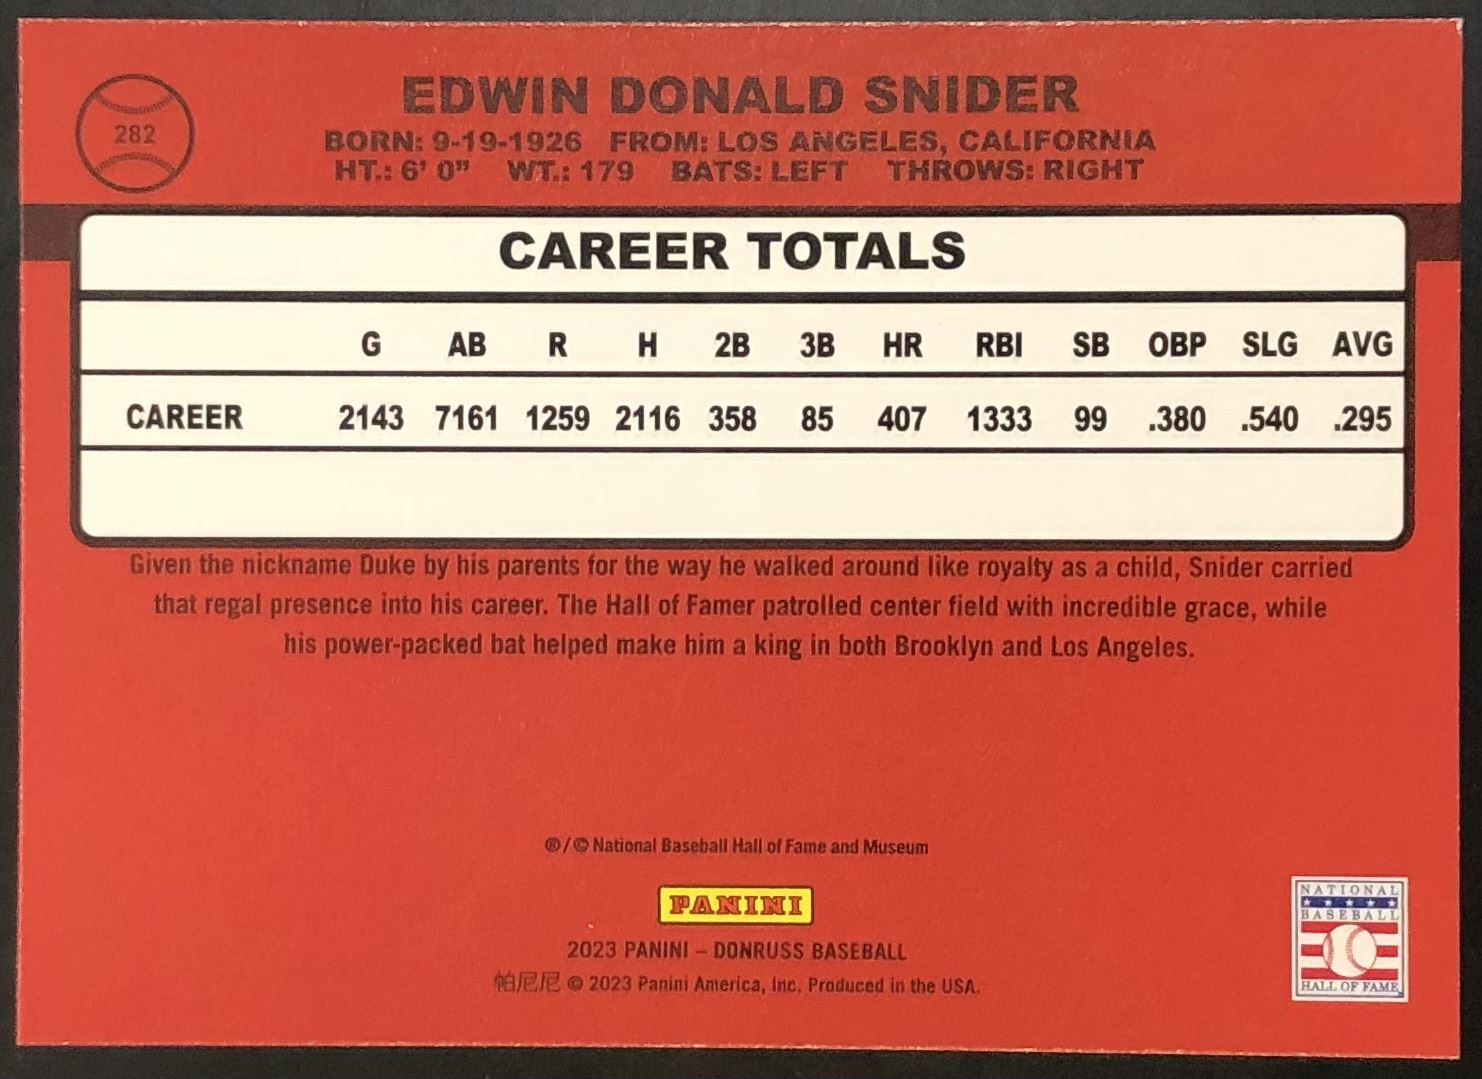 282
EDWIN DONALD SNIDER
BORN: 9-19-1926 FROM: LOS ANGELES, CALIFORNIA
HT.: 6' 0" WT.: 179 BATS: LEFT THROWS: RIGHT
CAREER TOTALS
G AB R H 2B 3B HR RBI SB OBP SLG AVG
CAREER 2143 7161 1259 2116 358 85 407 1333 99 .380 .540 .295
Given the nickname Duke by his parents for the way he walked around like royalty as a child, Snider carried
that regal presence into his career. The Hall of Famer patrolled center field with incredible grace, while
his power-packed bat helped make him a king in both Brooklyn and Los Angeles.
®/© National Baseball Hall of Fame and Museum
PANINI
2023 PANINI – DONRUSS BASEBALL
帕尼尼 © 2023 Panini America, Inc. Produced in the USA.
NATIONAL
BASEBALL
HALL OF FAME